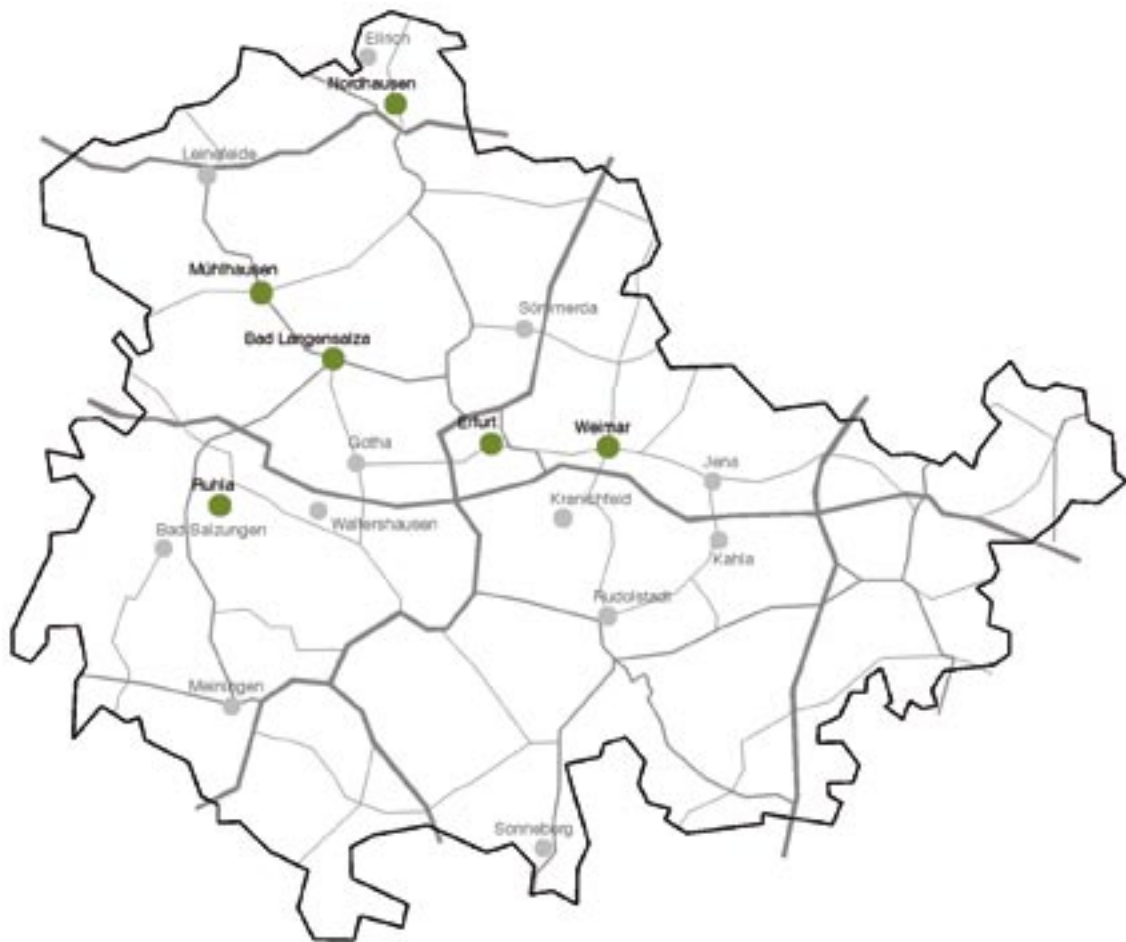 Ellrich
Nordhausen
Leinefelde
Mühlhausen
Sömmerda
Bad Langensalza
Erfurt
Weimar
Gotha
Jena
Ruhla
Kranichfeld
Waltershausen
Bad Salzungen
Kahla
Rudolstadt
Meiningen
Sonneberg